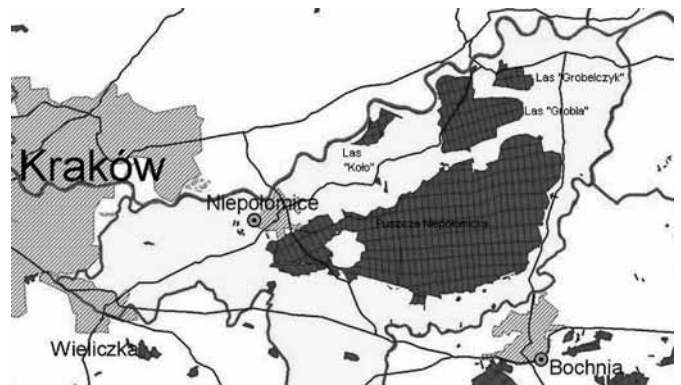 Las "Grobelczyk"
Las "Grobla"
Las
"Koło"
Kraków
Niepołomice
Puszcza Niepołomicka
Wieliczka
Bochnia